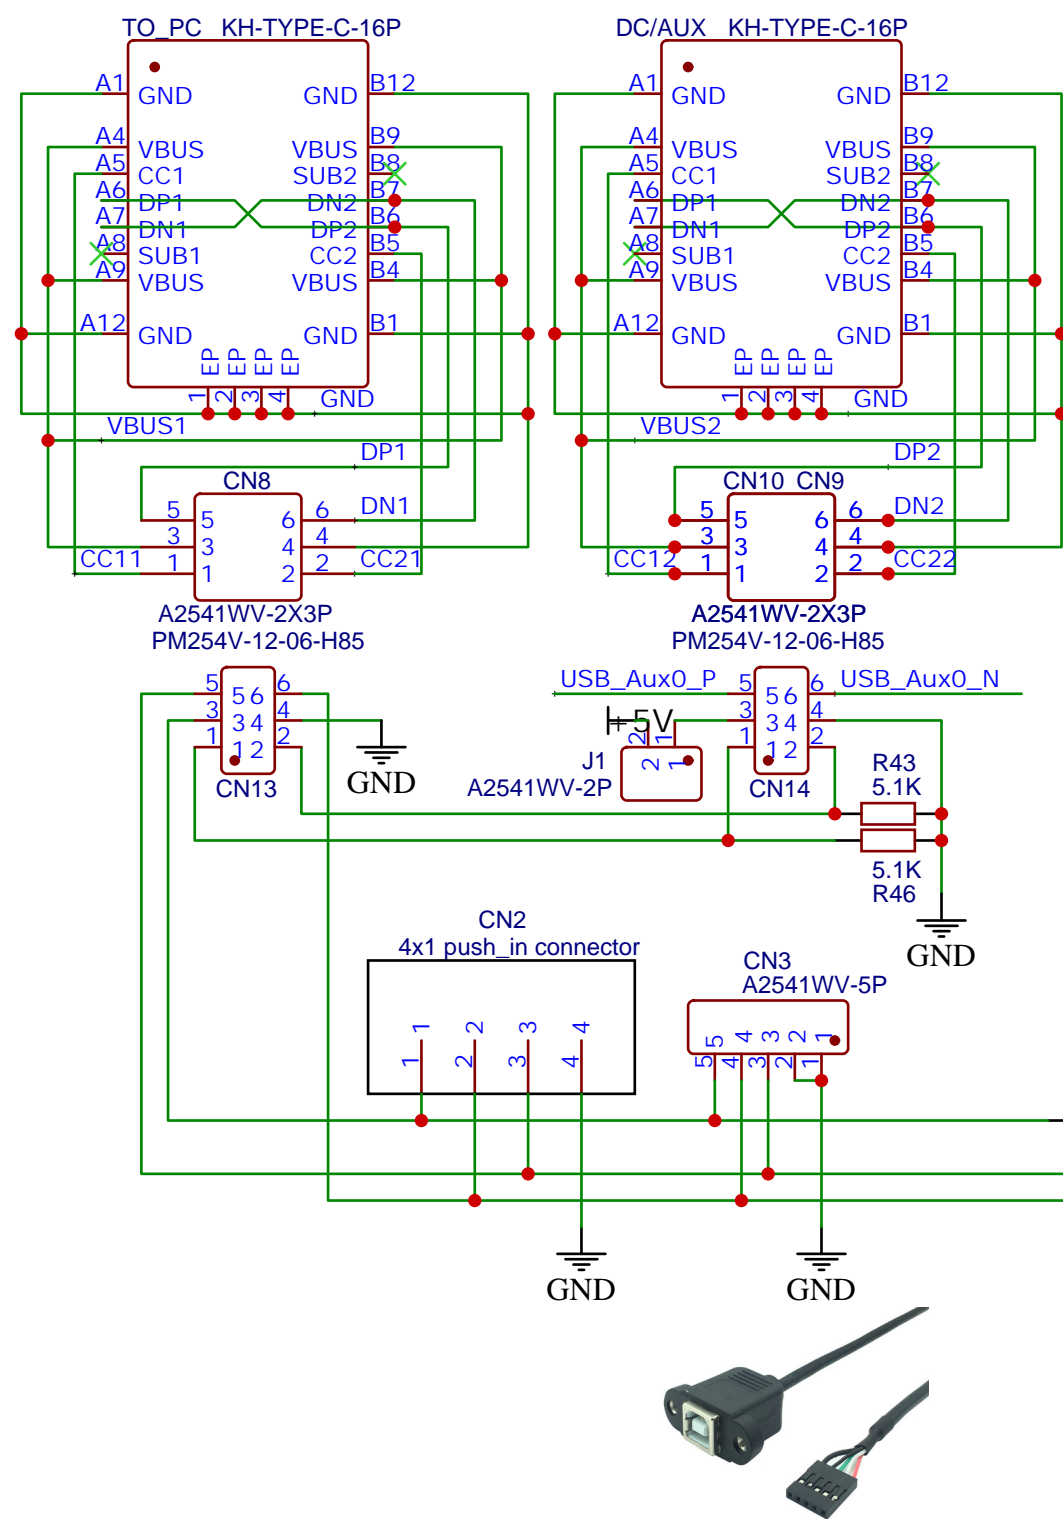 TO_PC KH-TYPE-C-16P
DC/AUX KH-TYPE-C-16P
A1 GND GND B12
A4 VBUS VBUS B9
A5 CC1 SUB2 B8
A6 DP1 DN2 B7
A7 DN1 DP2 B6
A8 SUB1 CC2 B5
A9 VBUS VBUS B4
A12 GND GND B1
EP EP EP EP
1 2 3 4
GND
VBUS1
DP1
A1 GND GND B12
A4 VBUS VBUS B9
A5 CC1 SUB2 B8
A6 DP1 DN2 B7
A7 DN1 DP2 B6
A8 SUB1 CC2 B5
A9 VBUS VBUS B4
A12 GND GND B1
EP EP EP EP
1 2 3 4
GND
VBUS2
DP2
CN8
5 5 6 6 DN1
3 3 4 4
CC11 1 1 2 2 CC21
A2541WV-2X3P
PM254V-12-06-H85
CN10 CN9
5 5 6 6 DN2
3 3 4 4
CC12 1 1 2 2 CC22
A2541WV-2X3P
PM254V-12-06-H85
5 5 6 6
3 3 4 4
1 1 2 2
CN13
GND
USB_Aux0_P 5 5 6 6 USB_Aux0_N
3 3 4 4
1 1 2 2
CN14
+5V
2 1
2 1
J1
A2541WV-2P
R43
5.1K
5.1K
R46
GND
CN2
4x1 push_in connector
1 2 3 4
1 2 3 4
GND
CN3
A2541WV-5P
5 4 3 2 1
5 4 3 2 1
GND